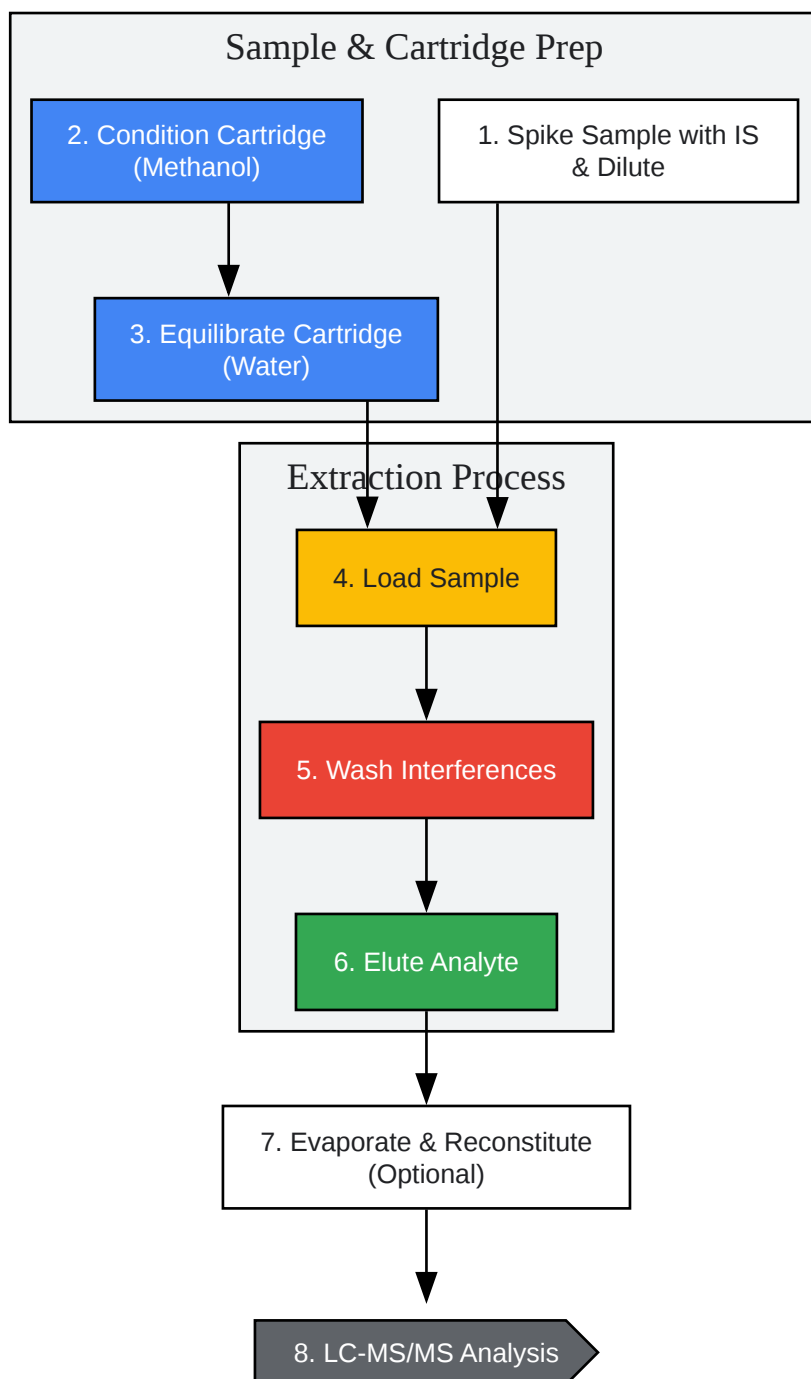 Sample & Cartridge Prep
2. Condition Cartridge
(Methanol)
1. Spike Sample with IS
& Dilute
3. Equilibrate Cartridge
(Water)
Extraction Process
4. Load Sample
5. Wash Interferences
6. Elute Analyte
7. Evaporate & Reconstitute
(Optional)
8. LC-MS/MS Analysis